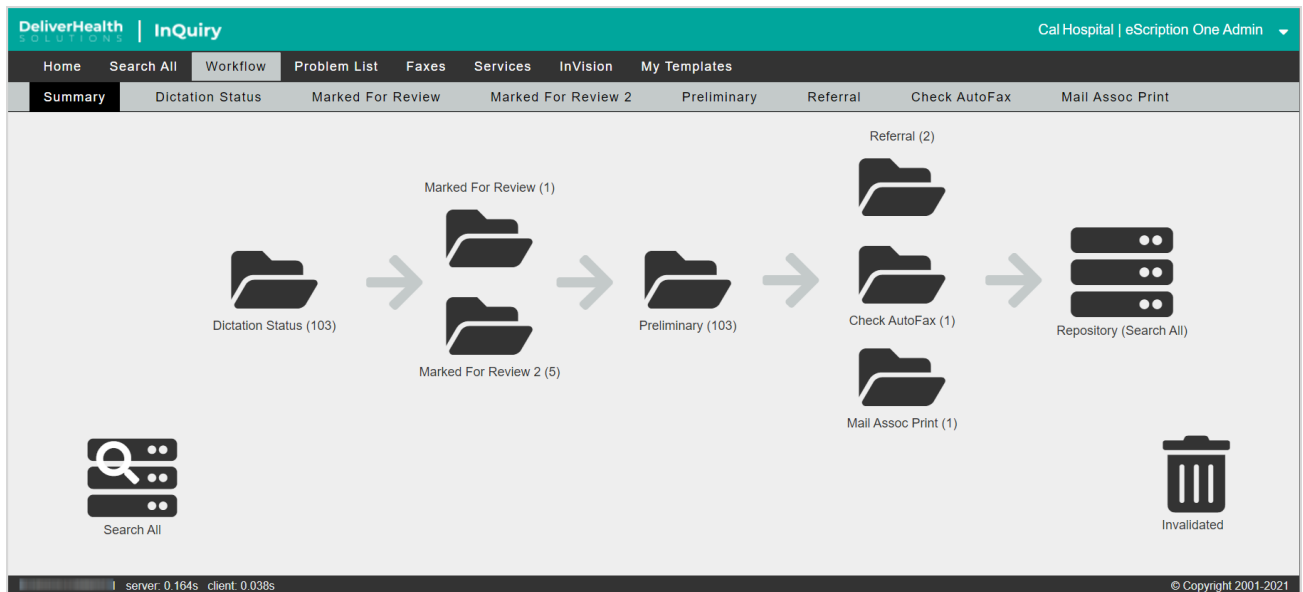 DeliverHealth | InQuiry
SOLUTIONS
Cal Hospital | eScription One Admin
Home Search All Workflow Problem List Faxes Services InVision My Templates
Summary Dictation Status Marked For Review Marked For Review 2 Preliminary Referral Check AutoFax Mail Assoc Print
Referral (2)
Marked For Review (1)
Dictation Status (103)
Marked For Review 2 (5)
Preliminary (103)
Check AutoFax (1)
Mail Assoc Print (1)
Repository (Search All)
Search All
Invalidated
server: 0.164s client: 0.038s
© Copyright 2001-2021